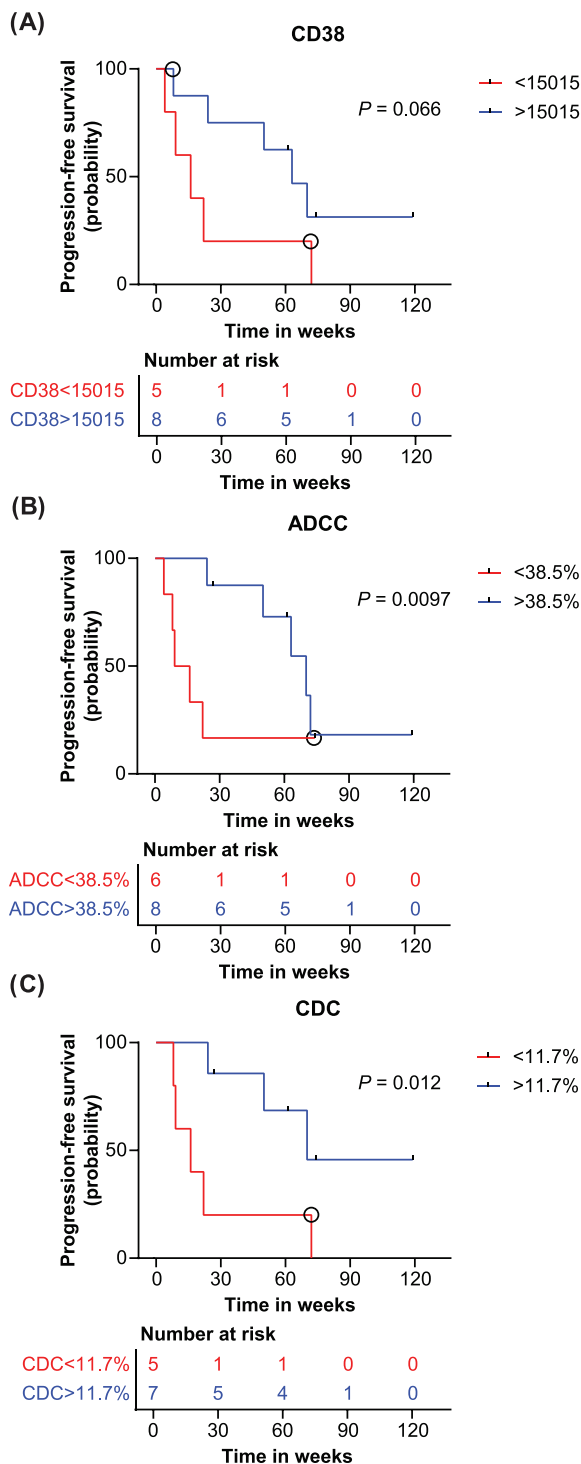 (A)
CD38
Progression-free survival
(probability)
100
50
0
P = 0.066
<15015
>15015
0 30 60 90 120
Time in weeks
Number at risk
CD38<15015 5 1 1 0 0
CD38>15015 8 6 5 1 0
0 30 60 90 120
Time in weeks
(B)
ADCC
Progression-free survival
(probability)
100
50
0
P = 0.0097
<38.5%
>38.5%
0 30 60 90 120
Time in weeks
Number at risk
ADCC<38.5% 6 1 1 0 0
ADCC>38.5% 8 6 5 1 0
0 30 60 90 120
Time in weeks
(C)
CDC
Progression-free survival
(probability)
100
50
0
P = 0.012
<11.7%
>11.7%
0 30 60 90 120
Time in weeks
Number at risk
CDC<11.7% 5 1 1 0 0
CDC>11.7% 7 5 4 1 0
0 30 60 90 120
Time in weeks